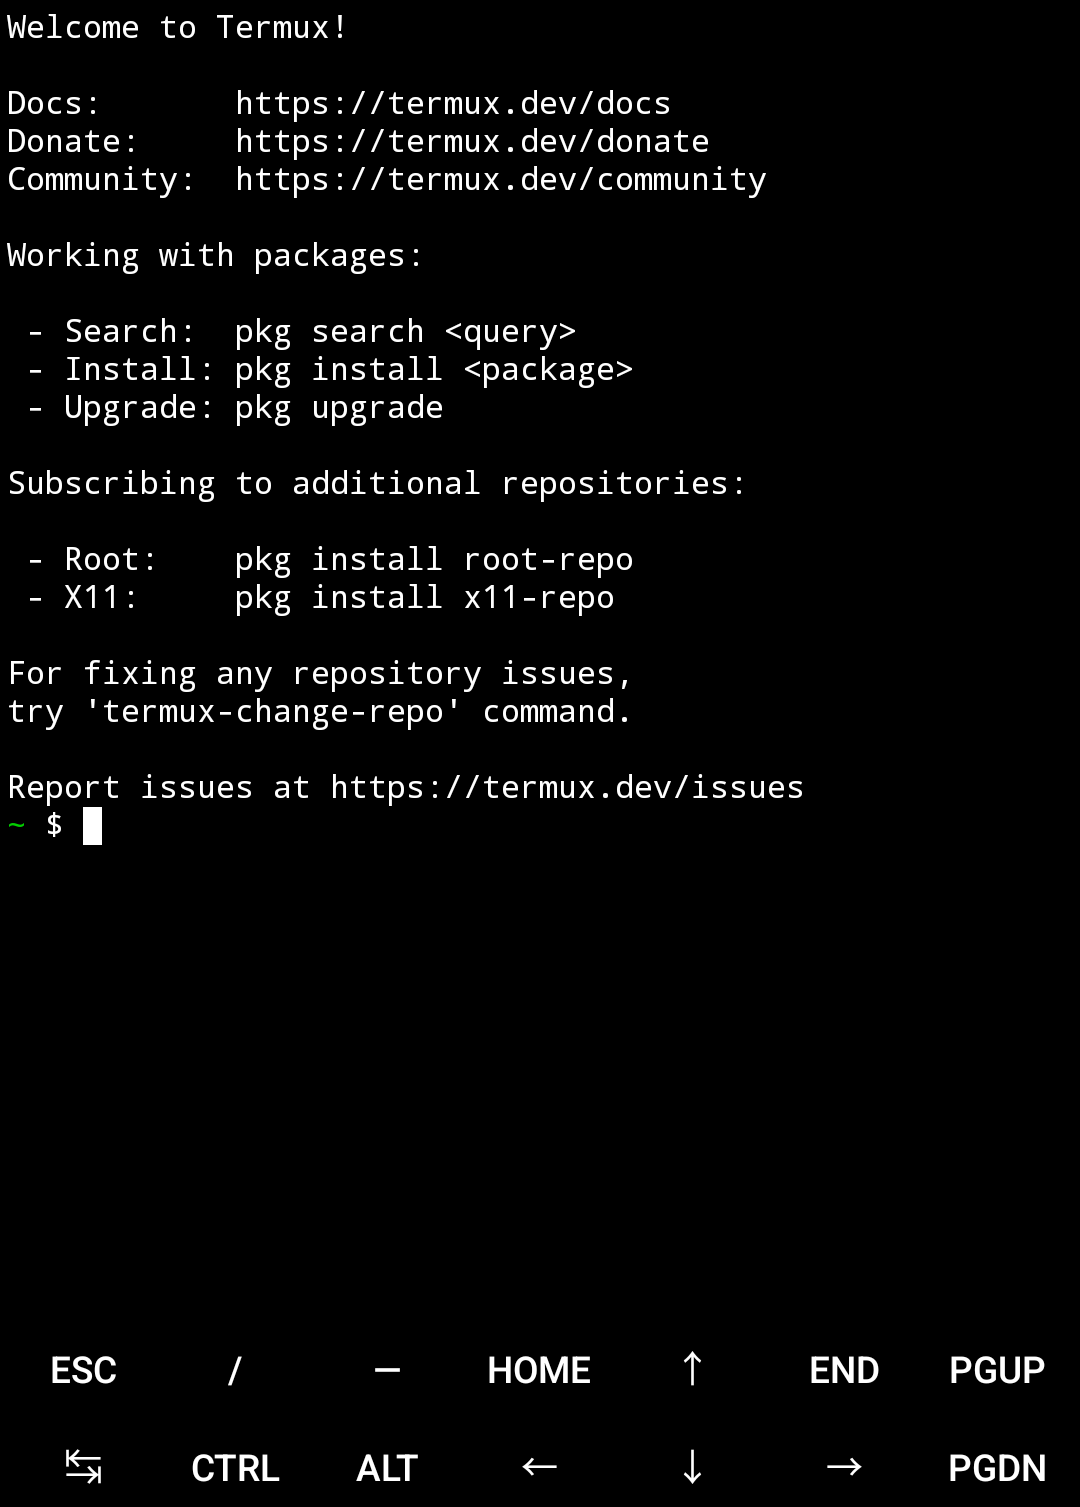 Welcome to Termux!
Docs:       https://termux.dev/docs
Donate:     https://termux.dev/donate
Community:  https://termux.dev/community
Working with packages:
 - Search:  pkg search <query>
 - Install: pkg install <package>
 - Upgrade: pkg upgrade
Subscribing to additional repositories:
 - Root:    pkg install root-repo
 - X11:     pkg install x11-repo
For fixing any repository issues,
try 'termux-change-repo' command.
Report issues at https://termux.dev/issues
~ $
ESC / — HOME ↑ END PGUP
↹ CTRL ALT ← ↓ → PGDN